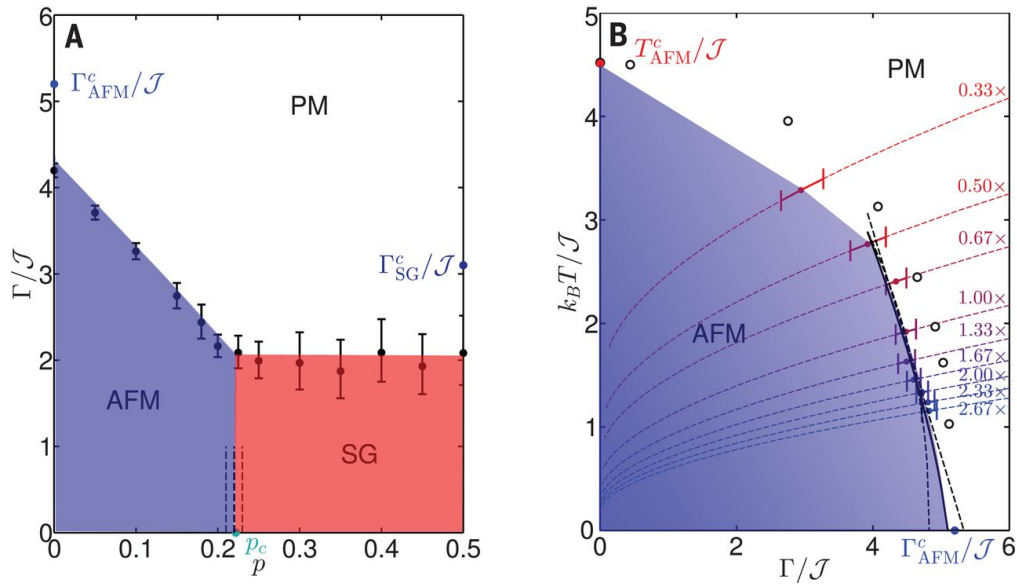 A
6
5
4
3
2
1
0
Γ/𝒥
Γ^c_AFM/𝒥
PM
Γ^c_SG/𝒥
AFM
SG
p_c
0 0.1 0.2 0.3 0.4 0.5
p
B
5
4
3
2
1
0
k_BT/𝒥
T^c_AFM/𝒥
PM
0.33×
0.50×
0.67×
1.00×
1.33×
1.67×
2.00×
2.33×
2.67×
AFM
Γ^c_AFM/𝒥
0 2 4 6
Γ/𝒥